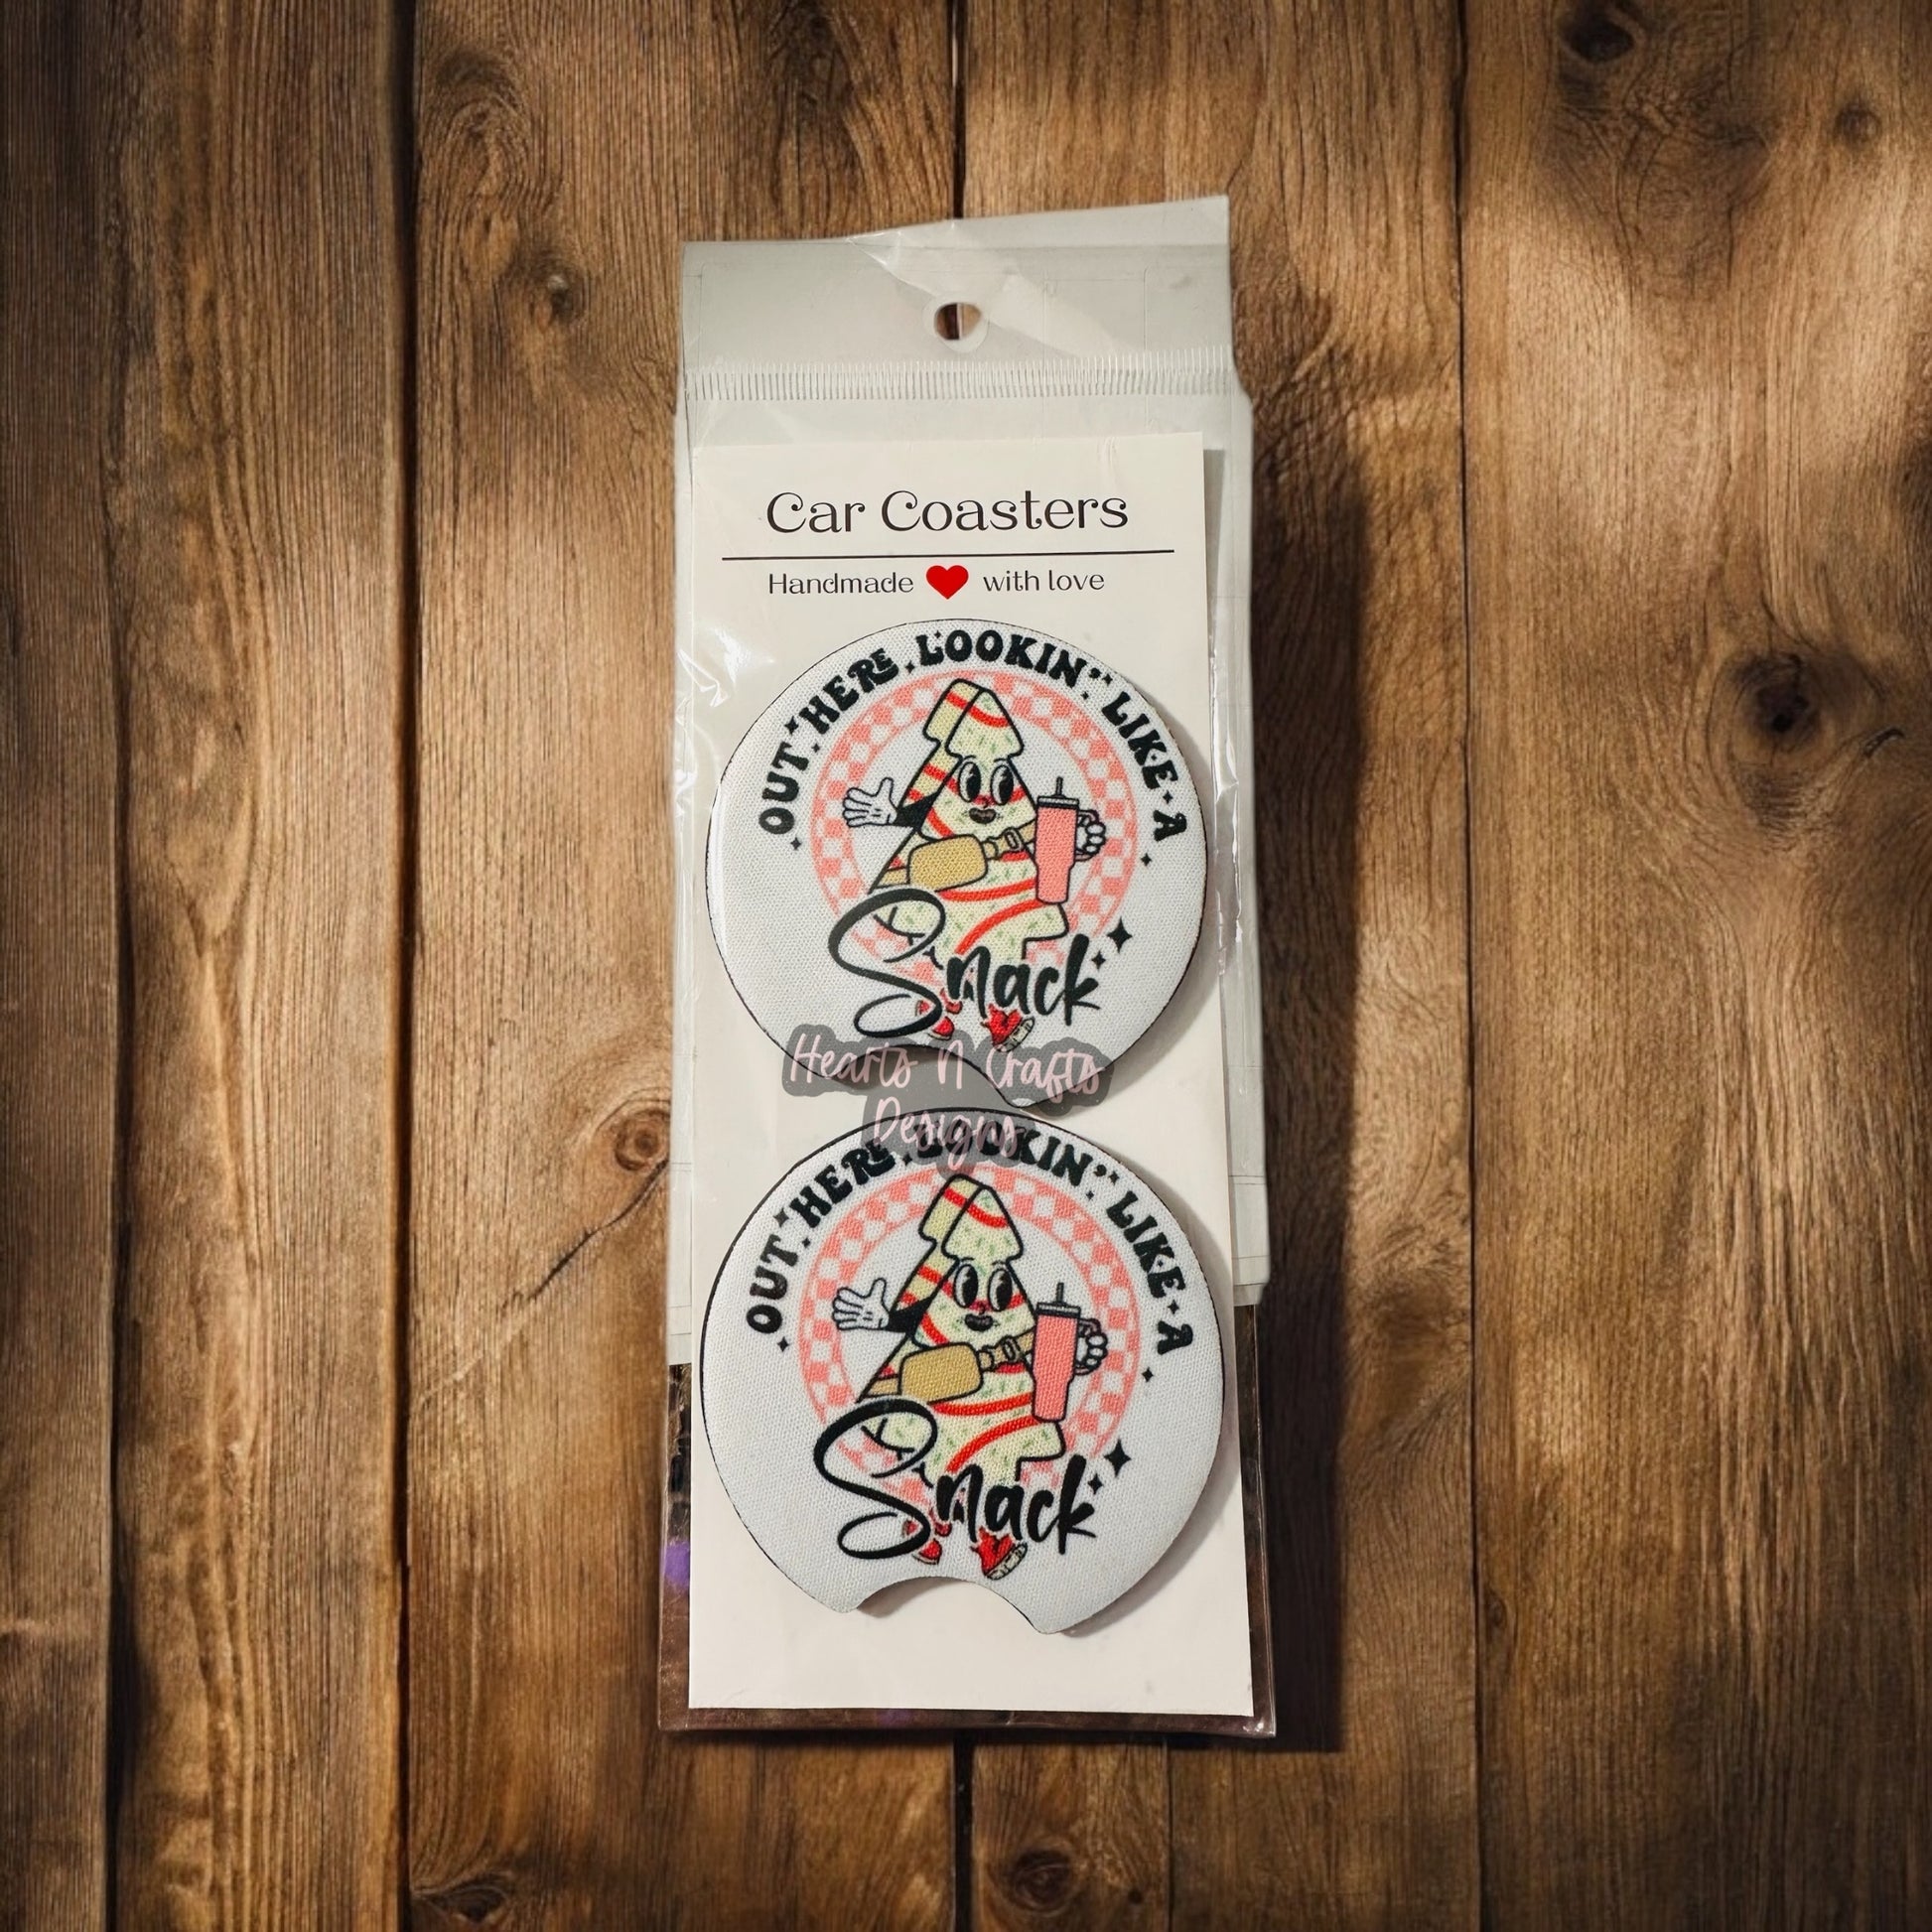 Car Coasters
Handmade ❤ with love
OUT HERE LOOKIN' LIKE A
Snack
Hearts N Crafts
Designs
OUT HERE LOOKIN' LIKE A
Snack